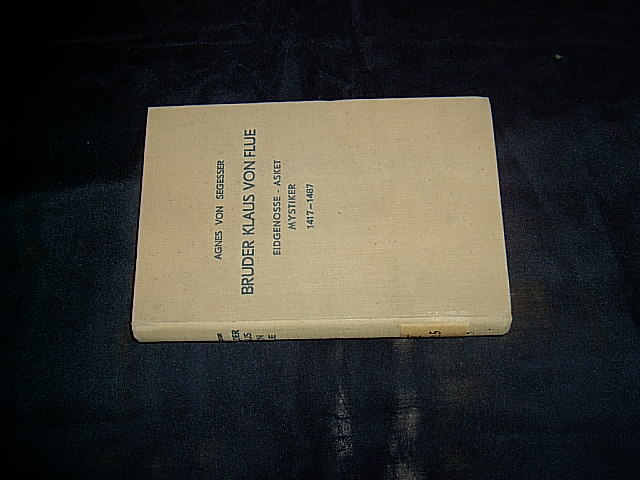 AGNES VON SEGESSER
BRUDER KLAUS VON FLUE
EIDGENOSSE - ASKET
MYSTIKER
1417-1487